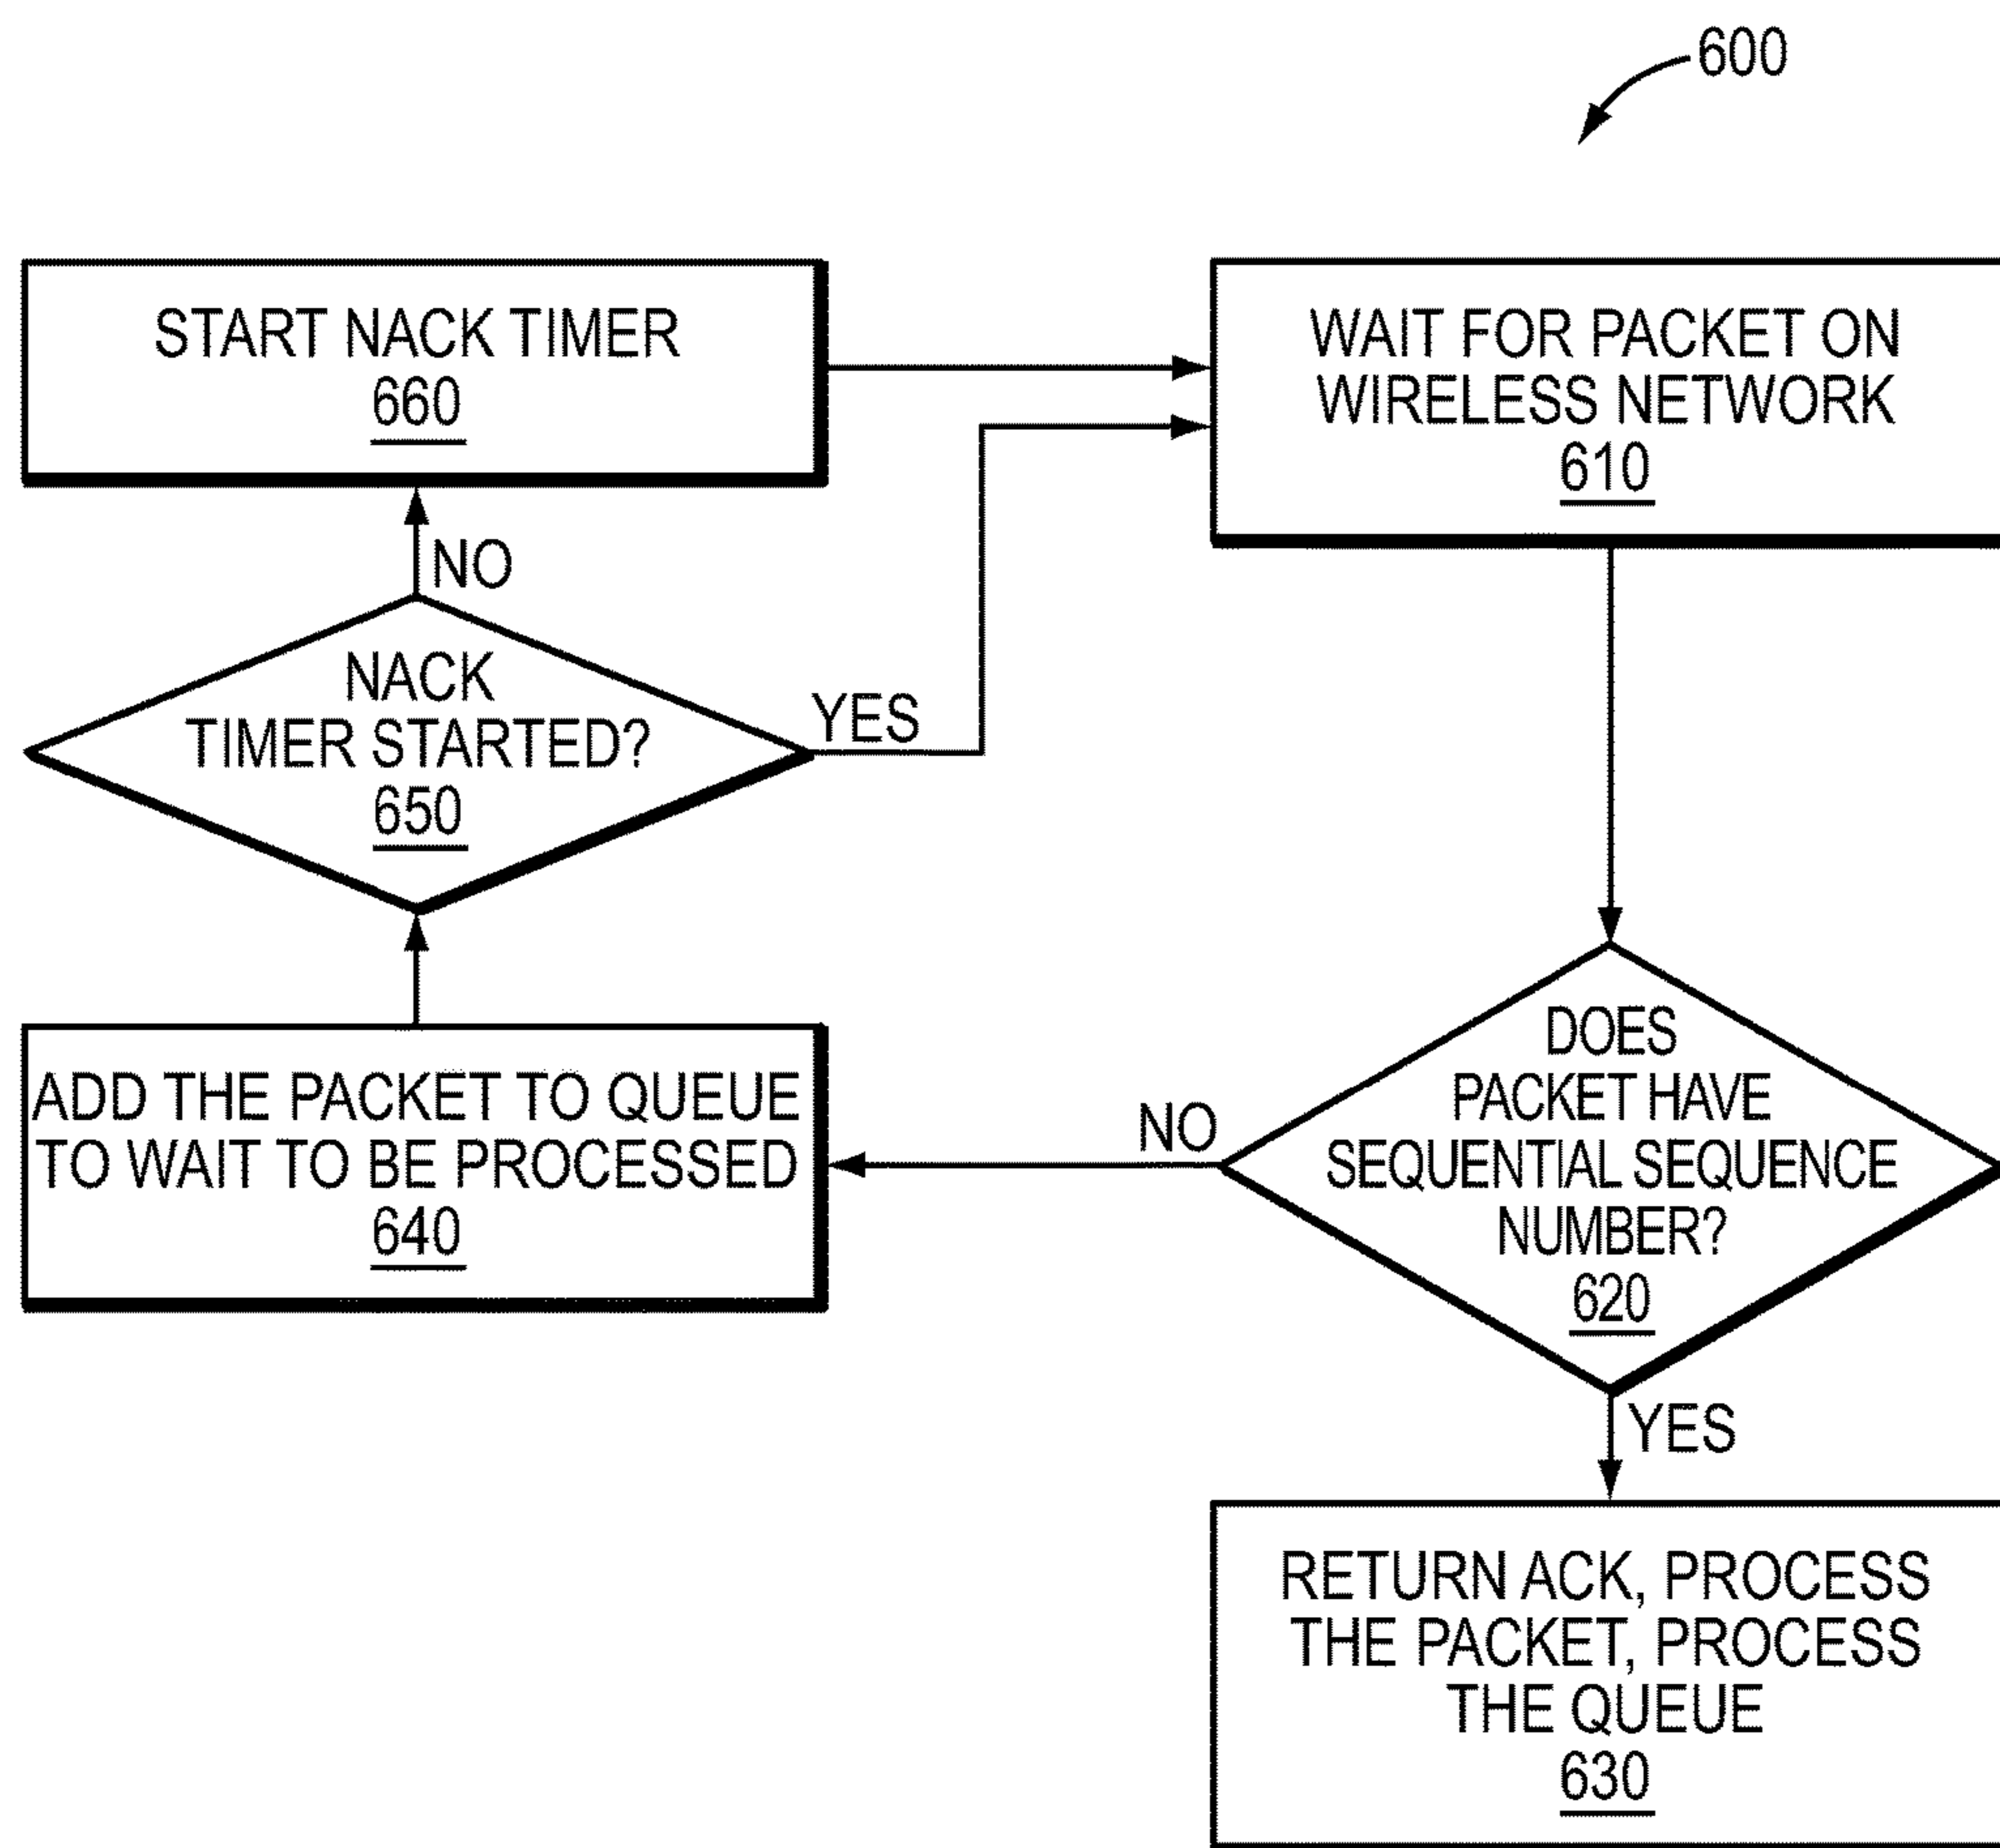 600
START NACK TIMER
660
WAIT FOR PACKET ON
WIRELESS NETWORK
610
NO
NACK
TIMER STARTED?
650
YES
ADD THE PACKET TO QUEUE
TO WAIT TO BE PROCESSED
640
NO
DOES
PACKET HAVE
SEQUENTIAL SEQUENCE
NUMBER?
620
YES
RETURN ACK, PROCESS
THE PACKET, PROCESS
THE QUEUE
630